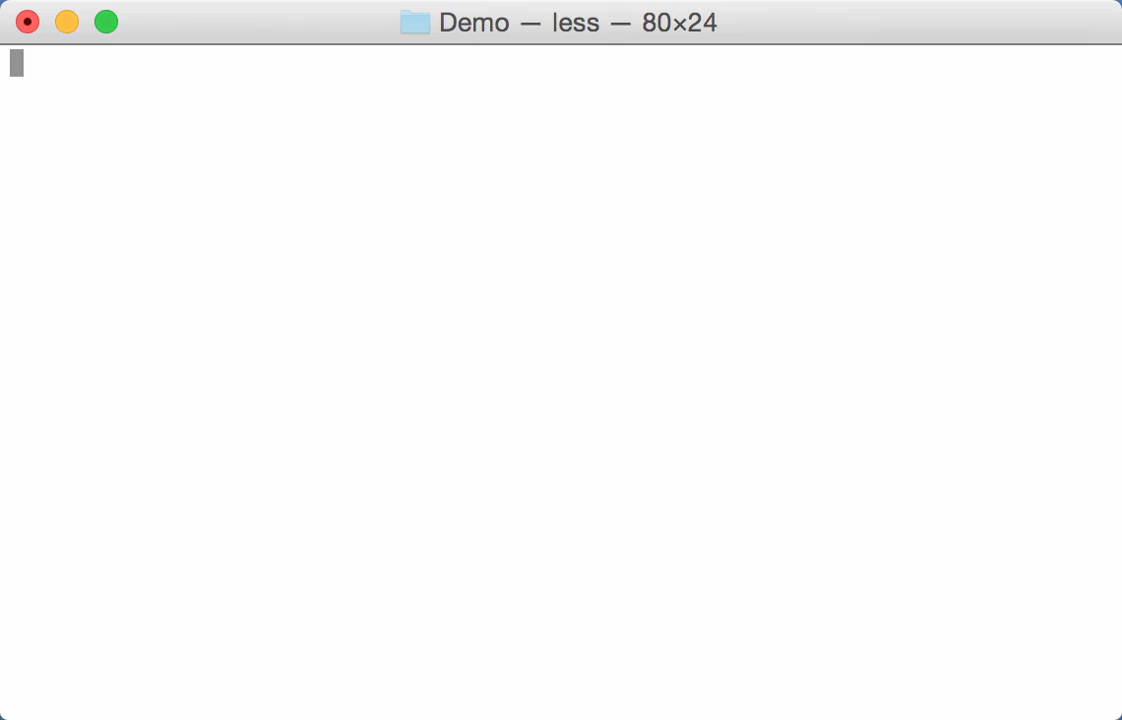 Demo — less — 80×24